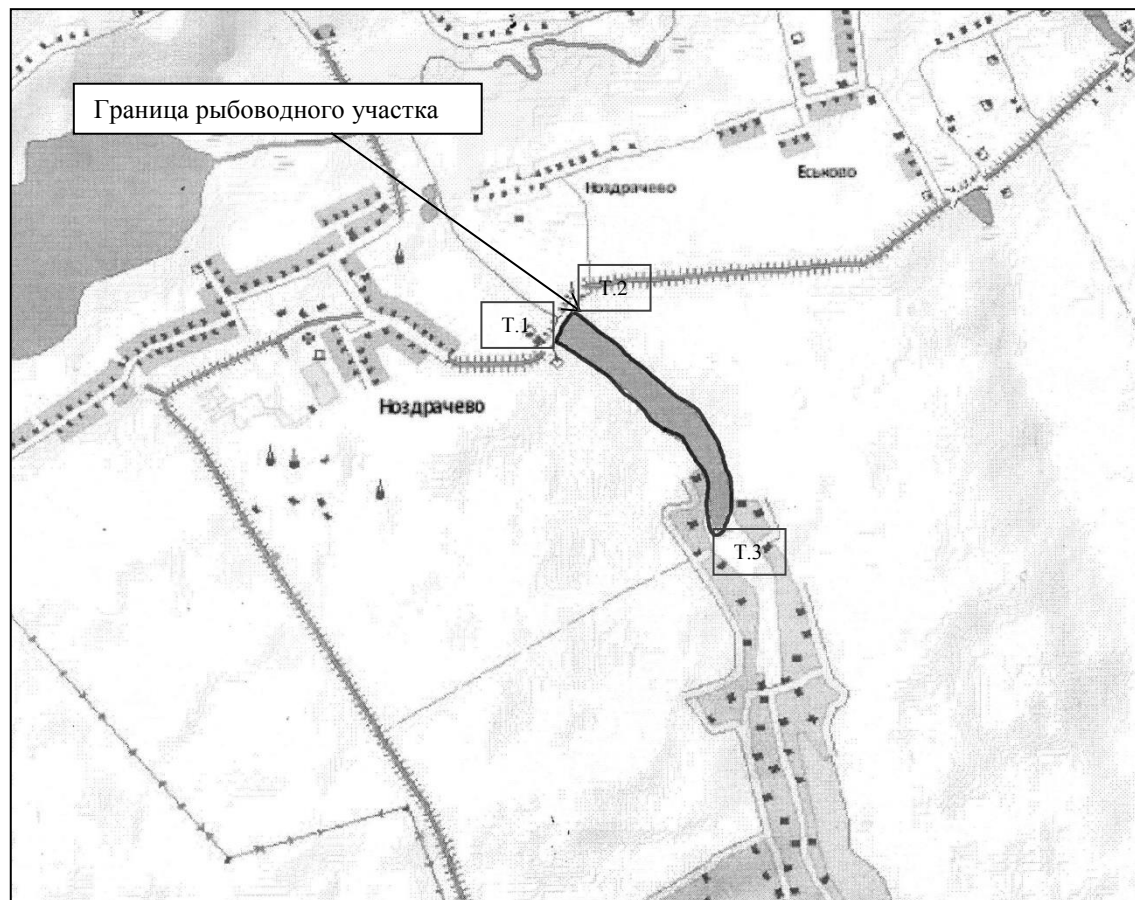 Граница рыбоводного участка
Еськово
Ноздрачево
Т.2
Т.1
Ноздрачево
Т.3